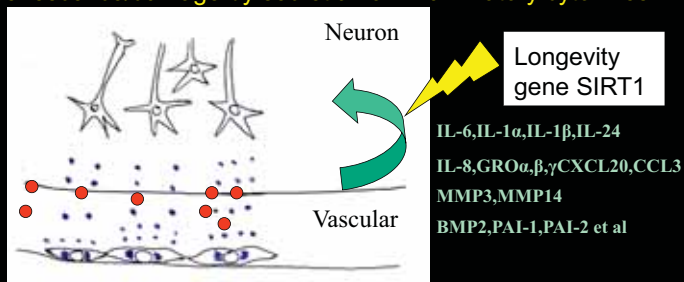 Neuron
Longevity
gene SIRT1
IL-6,IL-1α,IL-1β,IL-24
IL-8,GROα,β,γCXCL20,CCL3
MMP3,MMP14
Vascular
BMP2,PAI-1,PAI-2 et al